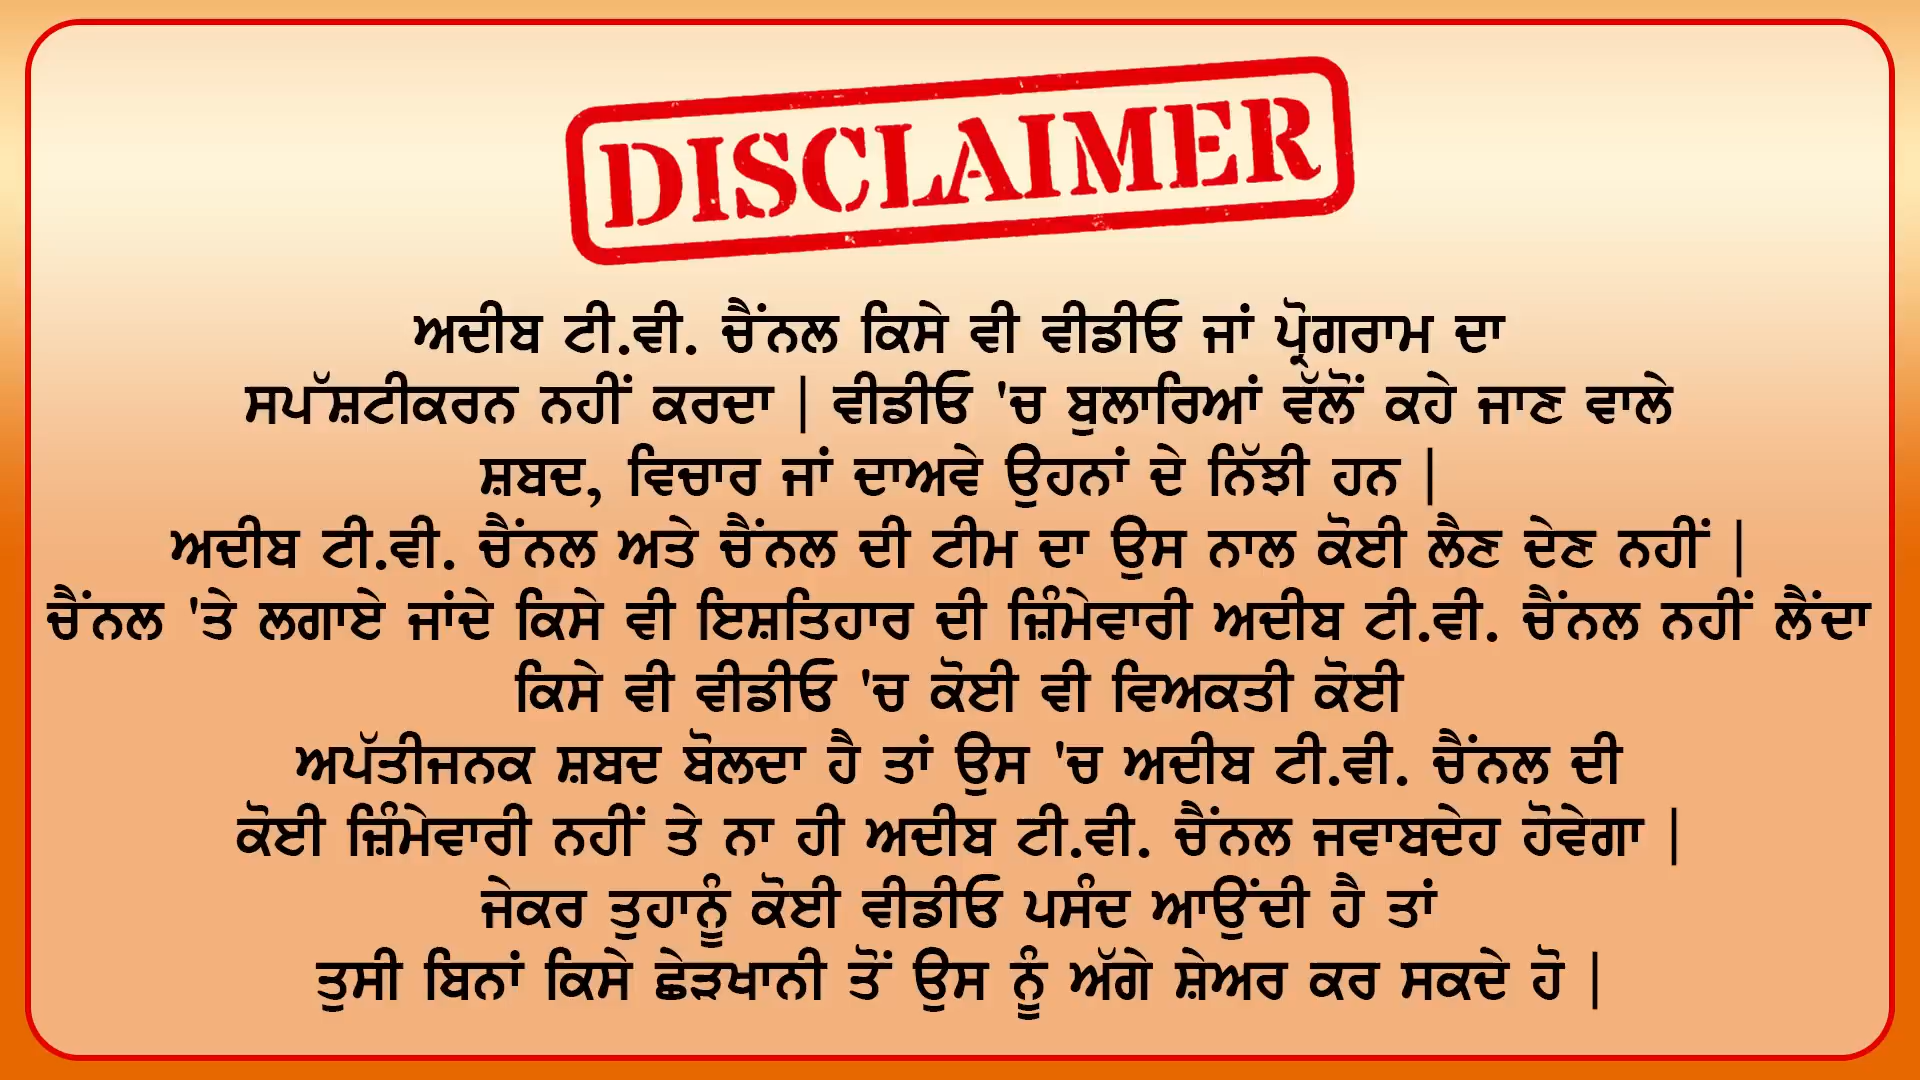 DISCLAIMER
ਅਦੀਬ ਟੀ.ਵੀ. ਚੈਂਨਲ ਕਿਸੇ ਵੀ ਵੀਡੀਓ ਜਾਂ ਪ੍ਰੋਗਰਾਮ ਦਾ
ਸਪੱਸ਼ਟੀਕਰਨ ਨਹੀਂ ਕਰਦਾ | ਵੀਡੀਓ 'ਚ ਬੁਲਾਰਿਆਂ ਵੱਲੋਂ ਕਹੇ ਜਾਣ ਵਾਲੇ
ਸ਼ਬਦ, ਵਿਚਾਰ ਜਾਂ ਦਾਅਵੇ ਉਹਨਾਂ ਦੇ ਨਿੱਝੀ ਹਨ |
ਅਦੀਬ ਟੀ.ਵੀ. ਚੈਂਨਲ ਅਤੇ ਚੈਂਨਲ ਦੀ ਟੀਮ ਦਾ ਉਸ ਨਾਲ ਕੋਈ ਲੈਣ ਦੇਣ ਨਹੀਂ |
ਚੈਂਨਲ 'ਤੇ ਲਗਾਏ ਜਾਂਦੇ ਕਿਸੇ ਵੀ ਇਸ਼ਤਿਹਾਰ ਦੀ ਜ਼ਿੰਮੇਵਾਰੀ ਅਦੀਬ ਟੀ.ਵੀ. ਚੈਂਨਲ ਨਹੀਂ ਲੈਂਦਾ
ਕਿਸੇ ਵੀ ਵੀਡੀਓ 'ਚ ਕੋਈ ਵੀ ਵਿਅਕਤੀ ਕੋਈ
ਅਪੱਤੀਜਨਕ ਸ਼ਬਦ ਬੋਲਦਾ ਹੈ ਤਾਂ ਉਸ 'ਚ ਅਦੀਬ ਟੀ.ਵੀ. ਚੈਂਨਲ ਦੀ
ਕੋਈ ਜ਼ਿੰਮੇਵਾਰੀ ਨਹੀਂ ਤੇ ਨਾ ਹੀ ਅਦੀਬ ਟੀ.ਵੀ. ਚੈਂਨਲ ਜਵਾਬਦੇਹ ਹੋਵੇਗਾ |
ਜੇਕਰ ਤੁਹਾਨੂੰ ਕੋਈ ਵੀਡੀਓ ਪਸੰਦ ਆਉਂਦੀ ਹੈ ਤਾਂ
ਤੁਸੀ ਬਿਨਾਂ ਕਿਸੇ ਛੇੜਖਾਨੀ ਤੋਂ ਉਸ ਨੂੰ ਅੱਗੇ ਸ਼ੇਅਰ ਕਰ ਸਕਦੇ ਹੋ |